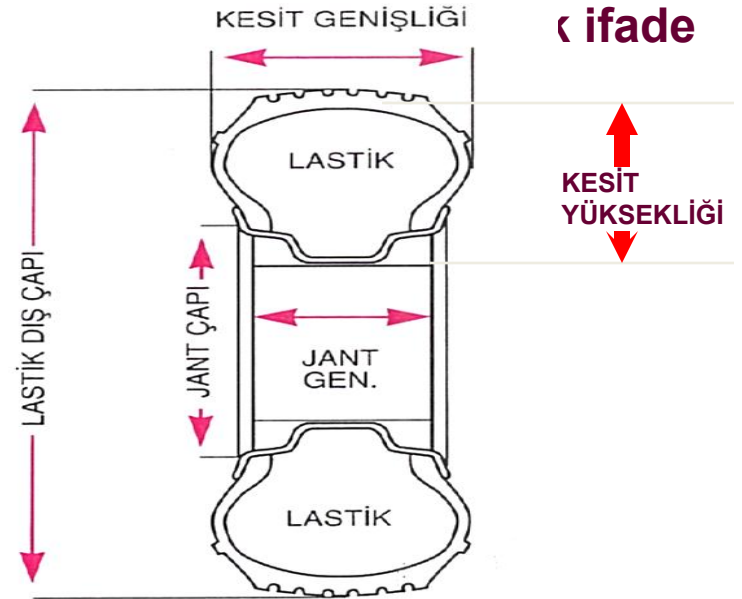 KESİT GENİŞLİĞİ
k ifade
LASTİK
KESİT
YÜKSEKLİĞİ
LASTİK DIŞ ÇAPI
JANT ÇAPI
JANT
GEN.
LASTİK